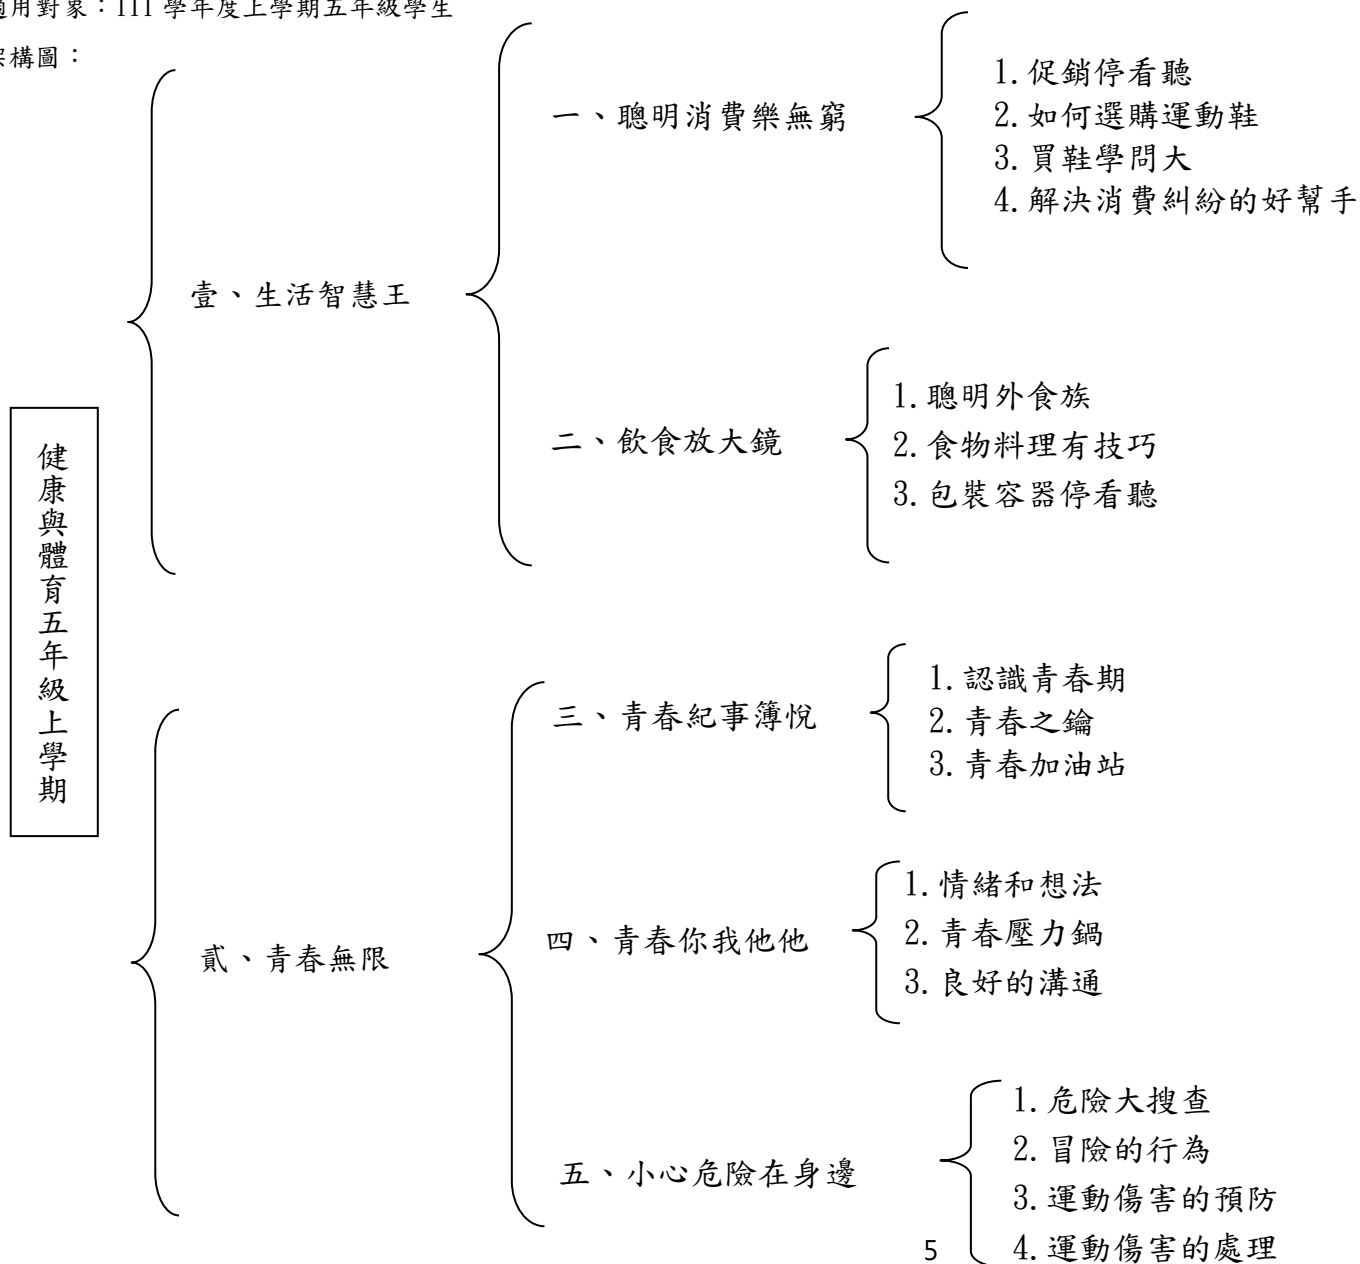 適用對象：111 學年度上學期五年級學生
架構圖：
健康與體育五年級上學期
壹、生活智慧王
一、聰明消費樂無窮
1.促銷停看聽
2.如何選購運動鞋
3.買鞋學問大
4.解決消費糾紛的好幫手
二、飲食放大鏡
1.聰明外食族
2.食物料理有技巧
3.包裝容器停看聽
貳、青春無限
三、青春紀事簿悅
1.認識青春期
2.青春之鑰
3.青春加油站
四、青春你我他他
1.情緒和想法
2.青春壓力鍋
3.良好的溝通
五、小心危險在身邊
1.危險大搜查
2.冒險的行為
3.運動傷害的預防
4.運動傷害的處理
5